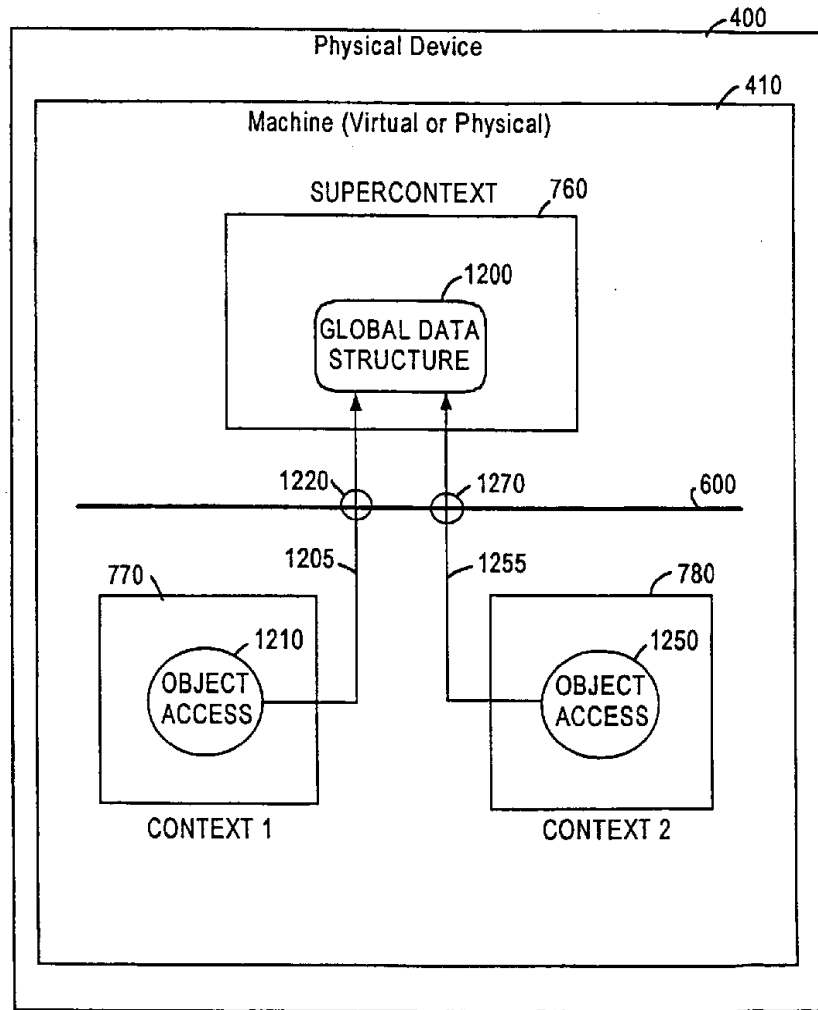 400
Physical Device
410
Machine (Virtual or Physical)
SUPERCONTEXT
760
1200
GLOBAL DATA
STRUCTURE
1220
1270
600
1205
1255
770
780
1210
1250
OBJECT
ACCESS
OBJECT
ACCESS
CONTEXT 1
CONTEXT 2